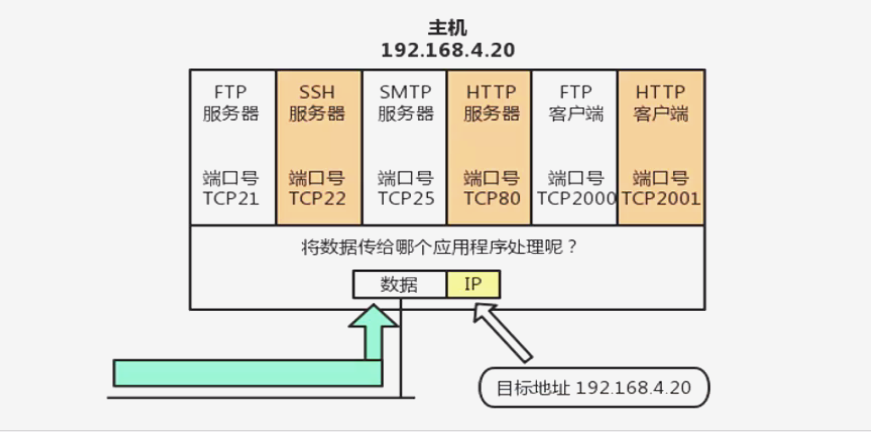 主机
192.168.4.20
FTP
服务器
端口号
TCP21
SSH
服务器
端口号
TCP22
SMTP
服务器
端口号
TCP25
HTTP
服务器
端口号
TCP80
FTP
客户端
端口号
TCP2000
HTTP
客户端
端口号
TCP2001
将数据传给哪个应用程序处理呢？
数据 IP
目标地址 192.168.4.20